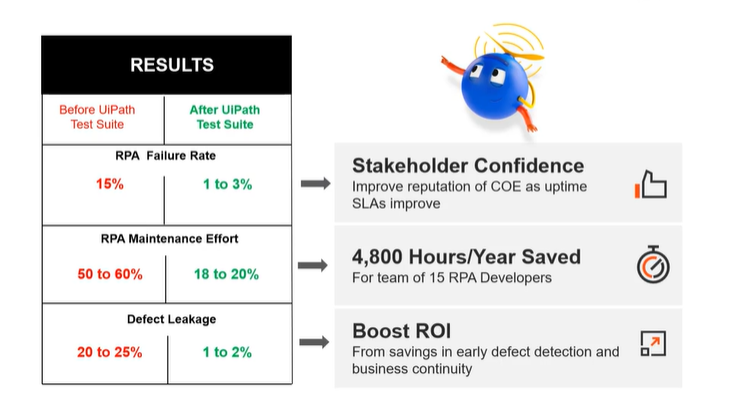 RESULTS
Before UiPath
Test Suite
After UiPath
Test Suite
RPA Failure Rate
15%
1 to 3%
Stakeholder Confidence
Improve reputation of COE as uptime
SLAs improve
RPA Maintenance Effort
50 to 60%
18 to 20%
4,800 Hours/Year Saved
For team of 15 RPA Developers
Defect Leakage
20 to 25%
1 to 2%
Boost ROI
From savings in early defect detection and
business continuity